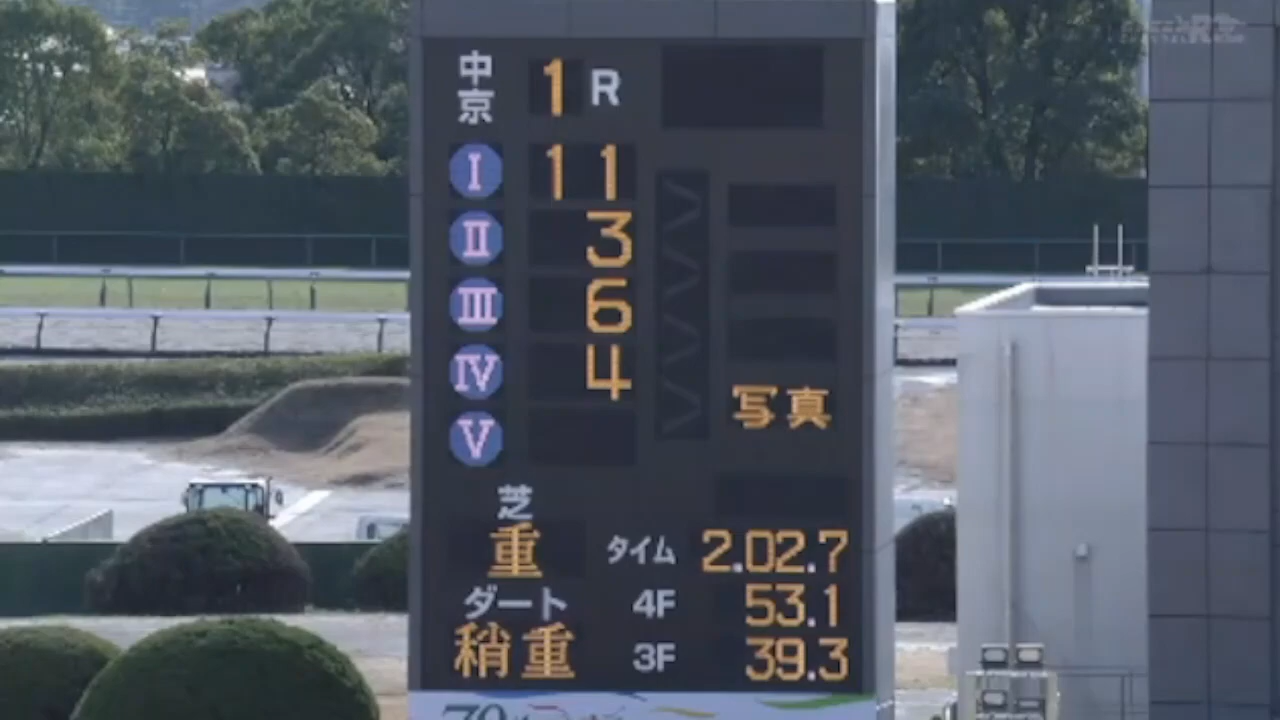 中京 1 R
Ⅰ 11
Ⅱ 3
Ⅲ 6
Ⅳ 4
写真
Ⅴ
芝
重 タイム 2.02.7
ダート 4F 53.1
稍重 3F 39.3
70